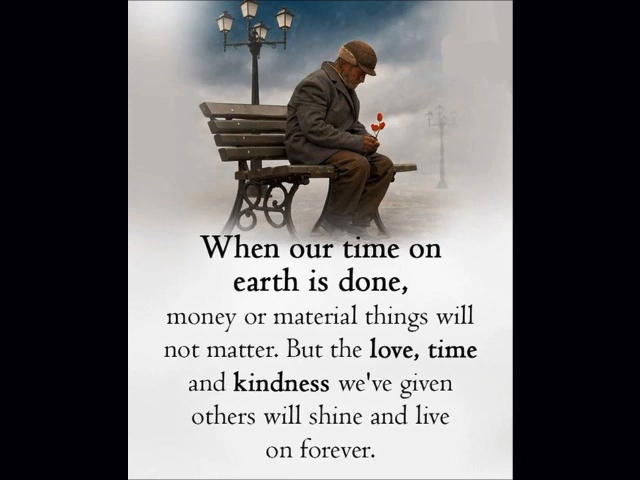 When our time on
earth is done,
money or material things will
not matter. But the love, time
and kindness we've given
others will shine and live
on forever.